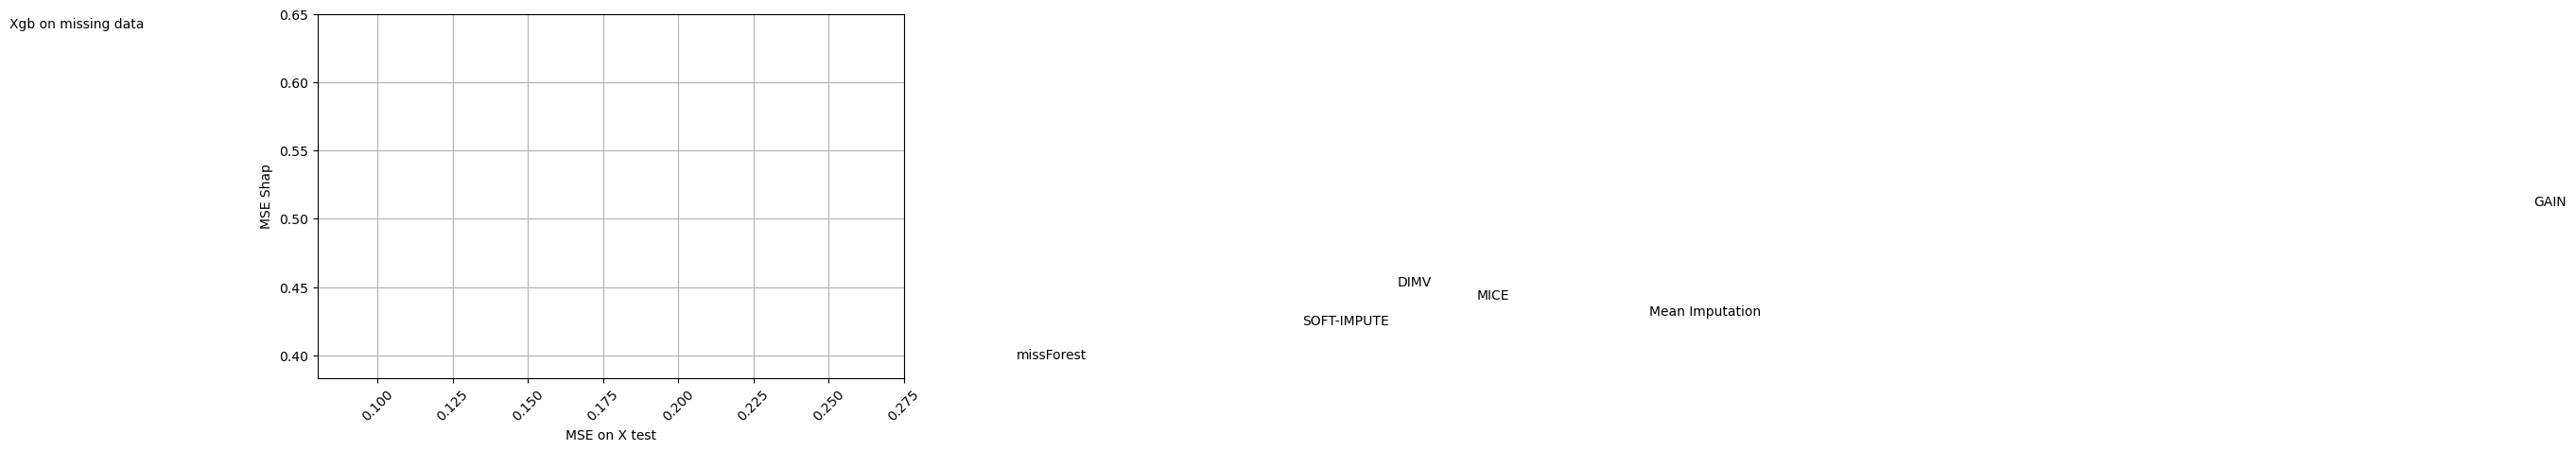 Xgb on missing data
0.65
0.60
0.55
0.50
0.45
0.40
MSE Shap
0.100
0.125
0.150
0.175
0.200
0.225
0.250
0.275
MSE on X test
GAIN
DIMV
MICE
Mean Imputation
SOFT-IMPUTE
missForest